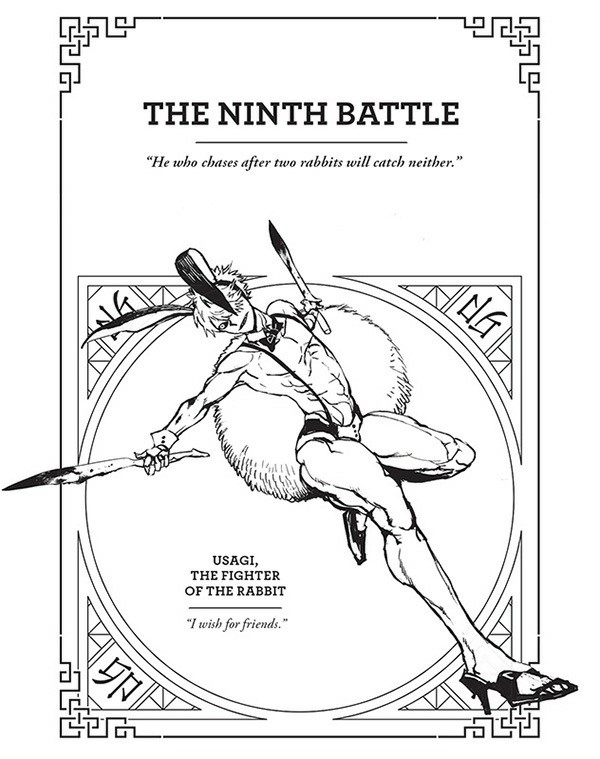 THE NINTH BATTLE
“He who chases after two rabbits will catch neither.”
USAGI,
THE FIGHTER
OF THE RABBIT
“I wish for friends.”